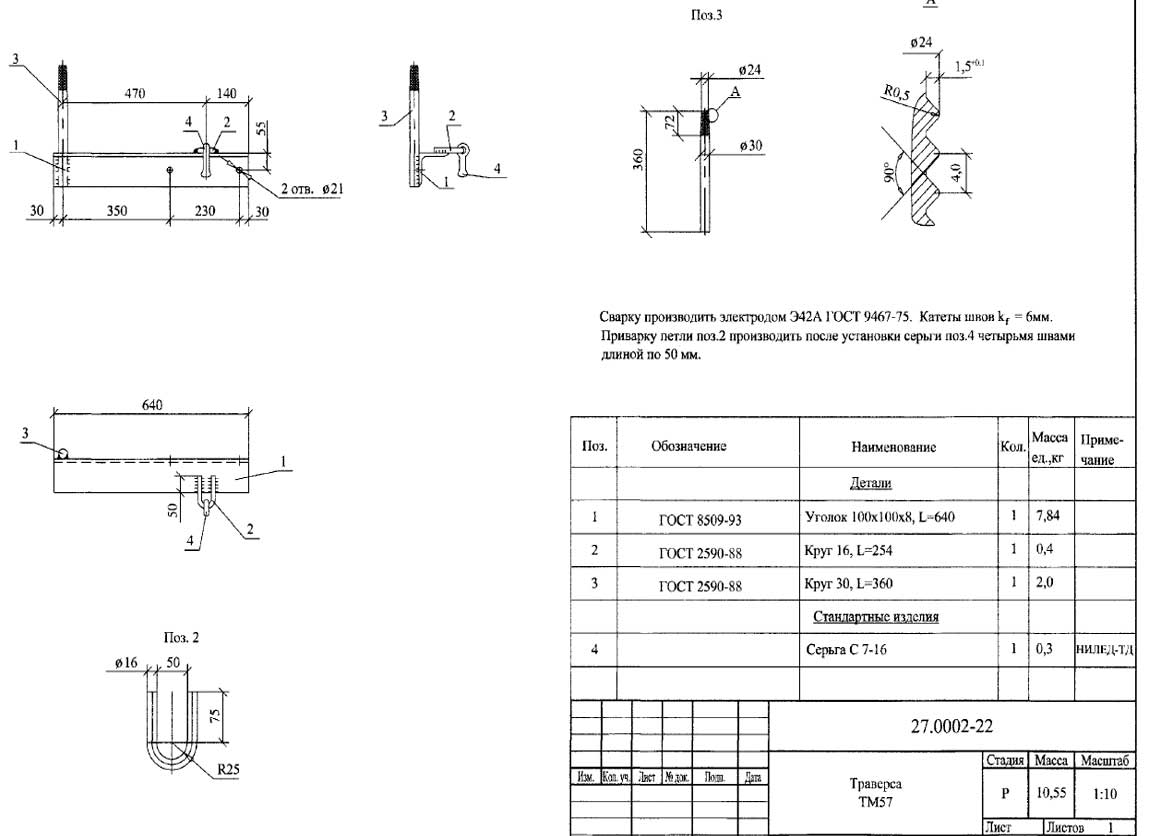 А
Поз.3
ø24
1,5+0,1
R0,5
90°
4,0
3
470
140
4
2
55
1
2 отв. ø21
30
350
230
30
3
2
1
4
ø24
А
72
360
ø30
Сварку производить электродом Э42А ГОСТ 9467-75. Катеты швов kf = 6мм.
Приварку петли поз.2 производить после установки серьги поз.4 четырьмя швами
длиной по 50 мм.
640
3
1
50
4
2
Поз. 2
ø16
50
75
R25
Поз. Обозначение Наименование Кол. Масса ед.,кг Приме-чание
Детали
1 ГОСТ 8509-93 Уголок 100х100х8, L=640 1 7,84
2 ГОСТ 2590-88 Круг 16, L=254 1 0,4
3 ГОСТ 2590-88 Круг 30, L=360 1 2,0
Стандартные изделия
4 Серьга С 7-16 1 0,3 НИЛЕД-ТД
27.0002-22
Стадия Масса Масштаб
Изм. Кол. уч. Лист № док. Подп. Дата
Траверса
ТМ57
Р 10,55 1:10
Лист Листов 1